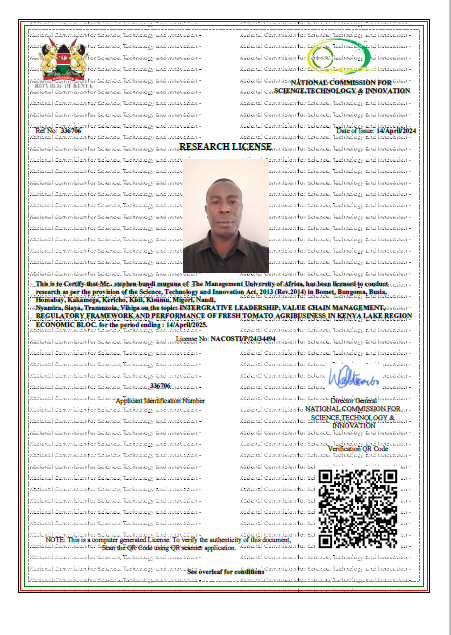 REPUBLIC OF KENYA
NATIONAL COMMISSION FOR
SCIENCE,TECHNOLOGY & INNOVATION
Ref No: 336706
Date of Issue: 14/April/2024
RESEARCH LICENSE
This is to Certify that Mr.. stephen bundi of The Management University of Africa, has been licensed to conduct
research as per the provision of the Science, Technology and Innovation Act, 2013 (Rev.2014) in Bomet, Bungoma, Busia,
Homabay, Kakamega, Kericho, Kisii, Kisumu, Migori, Nandi,
Nyamira, Siaya, Transnzoia, Vihiga on the topic: INTERGRATIVE LEADERSHIP, VALUE CHAIN MANAGEMENT,
REGULATORY FRAMEWORK AND PERFORMANCE OF FRESH TOMATO AGRIBUSINESS IN KENYA LAKE REGION
ECONOMIC BLOC. for the period ending : 14/April/2025.
License No: NACOSTI/P/24/34494
336706
Applicant Identification Number
Director General
NATIONAL COMMISSION FOR
SCIENCE,TECHNOLOGY &
INNOVATION
Verification QR Code
NOTE: This is a computer generated License. To verify the authenticity of this document,
Scan the QR Code using QR scanner application.
See overleaf for conditions